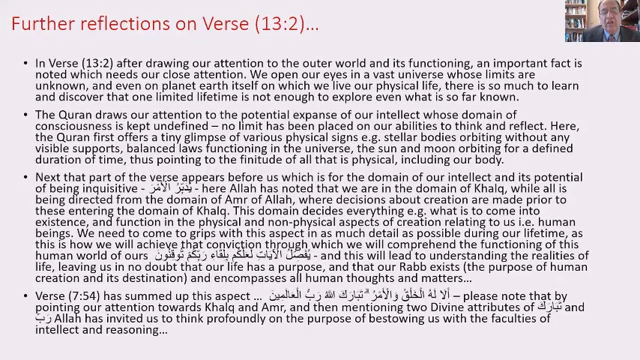 Further reflections on Verse (13:2)…
• In Verse (13:2) after drawing our attention to the outer world and its functioning, an important fact is
noted which needs our close attention. We open our eyes in a vast universe whose limits are
unknown, and even on planet earth itself on which we live our physical life, there is so much to learn
and discover that one limited lifetime is not enough to explore even what is so far known.
• The Quran draws our attention to the potential expanse of our intellect whose domain of
consciousness is kept undefined – no limit has been placed on our abilities to think and reflect. Here,
the Quran first offers a tiny glimpse of various physical signs e.g. stellar bodies orbiting without any
visible supports, balanced laws functioning in the universe, the sun and moon orbiting for a defined
duration of time, thus pointing to the finitude of all that is physical, including our body.
• Next that part of the verse appears before us which is for the domain of our intellect and its potential
of being inquisitive - يُدَبِّرُ الْأَمْرَ - here Allah has noted that we are in the domain of Khalq, while all is
being directed from the domain of Amr of Allah, where decisions about creation are made prior to
these entering the domain of Khalq. This domain decides everything e.g. what is to come into
existence, and function in the physical and non-physical aspects of creation relating to us i.e. human
beings. We need to come to grips with this aspect in as much detail as possible during our lifetime, as
this is how we will achieve that conviction through which we will comprehend the functioning of this
human world of ours يُفَصِّلُ الْآيَاتِ لَعَلَّكُم بِلِقَاءِ رَبِّكُمْ تُوقِنُونَ - and this will lead to understanding the realities of
life, leaving us in no doubt that our life has a purpose, and that our Rabb exists (the purpose of human
creation and its destination) and encompasses all human thoughts and matters…
• Verse (7:54) has summed up this aspect … أَلَا لَهُ الْخَلْقُ وَالْأَمْرُ ۗ تَبَارَكَ اللَّهُ رَبُّ الْعَالَمِينَ – please note that by
pointing our attention towards Khalq and Amr, and then mentioning two Divine attributes of تَبَارَكَ and
رَبُّ Allah has invited us to think profoundly on the purpose of bestowing us with the faculties of
intellect and reasoning…